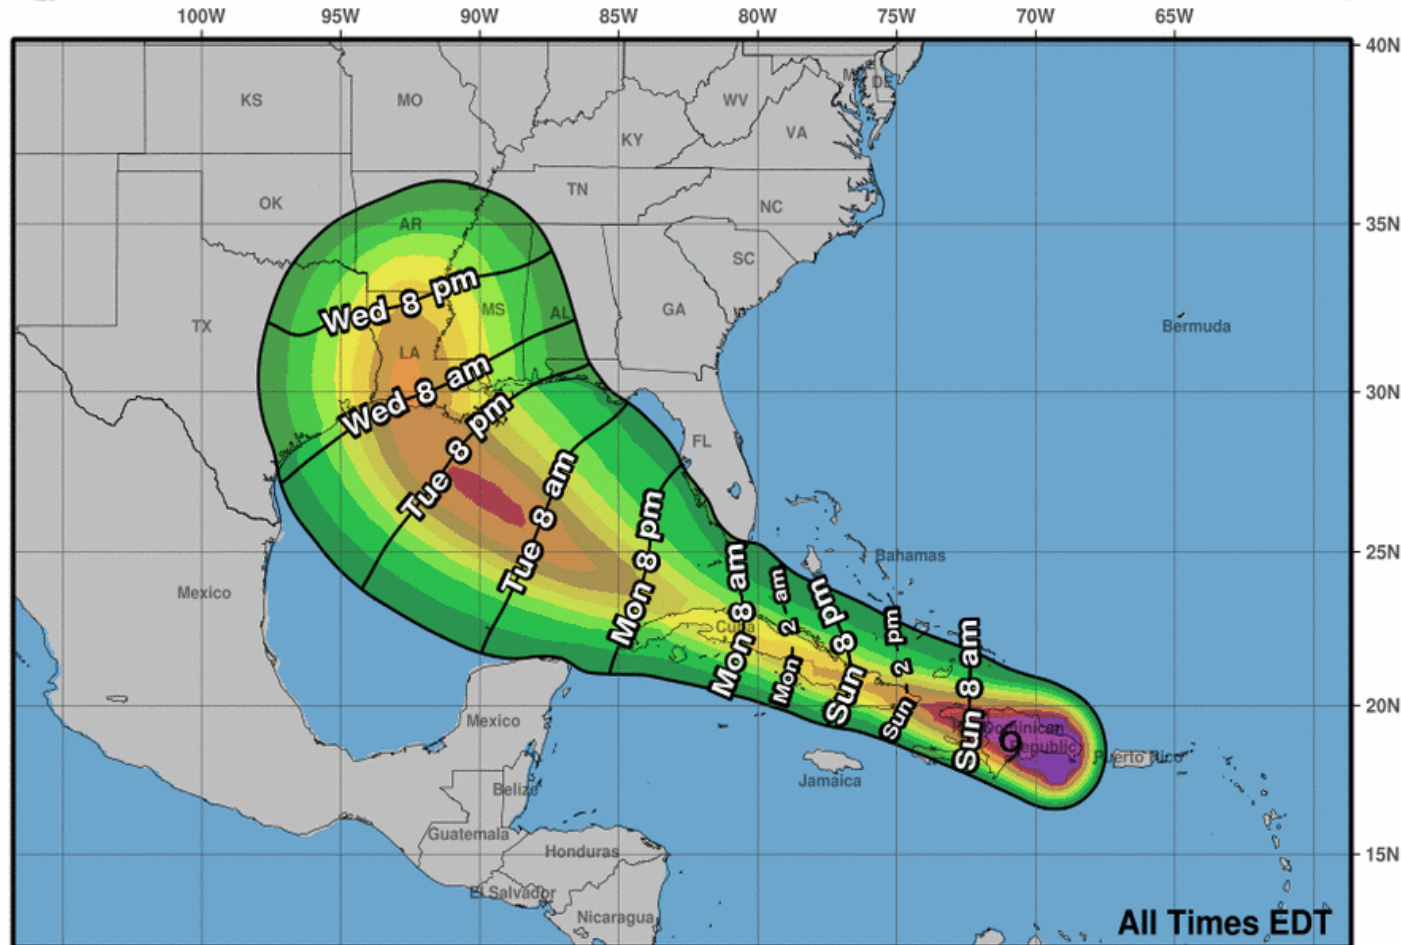 100W 95W 90W 85W 80W 75W 70W 65W
40N
KS MO WV DE
KY VA
OK TN NC
AR 35N
SC
Wed 8 pm
TX MS AL GA Bermuda
LA
Wed 8 am
30N
Tue 8 pm
FL
Tue 8 am
Mon 8 pm
Mon 8 am
Mon 2 am
Sun 8 pm
Sun 2 pm
Sun 8 am
25N
Bahamas
Mexico
Cuba
20N
Mexico
Dominican
Republic
Puerto Rico
Jamaica
Belize
Guatemala
Honduras 15N
El Salvador
Nicaragua
All Times EDT